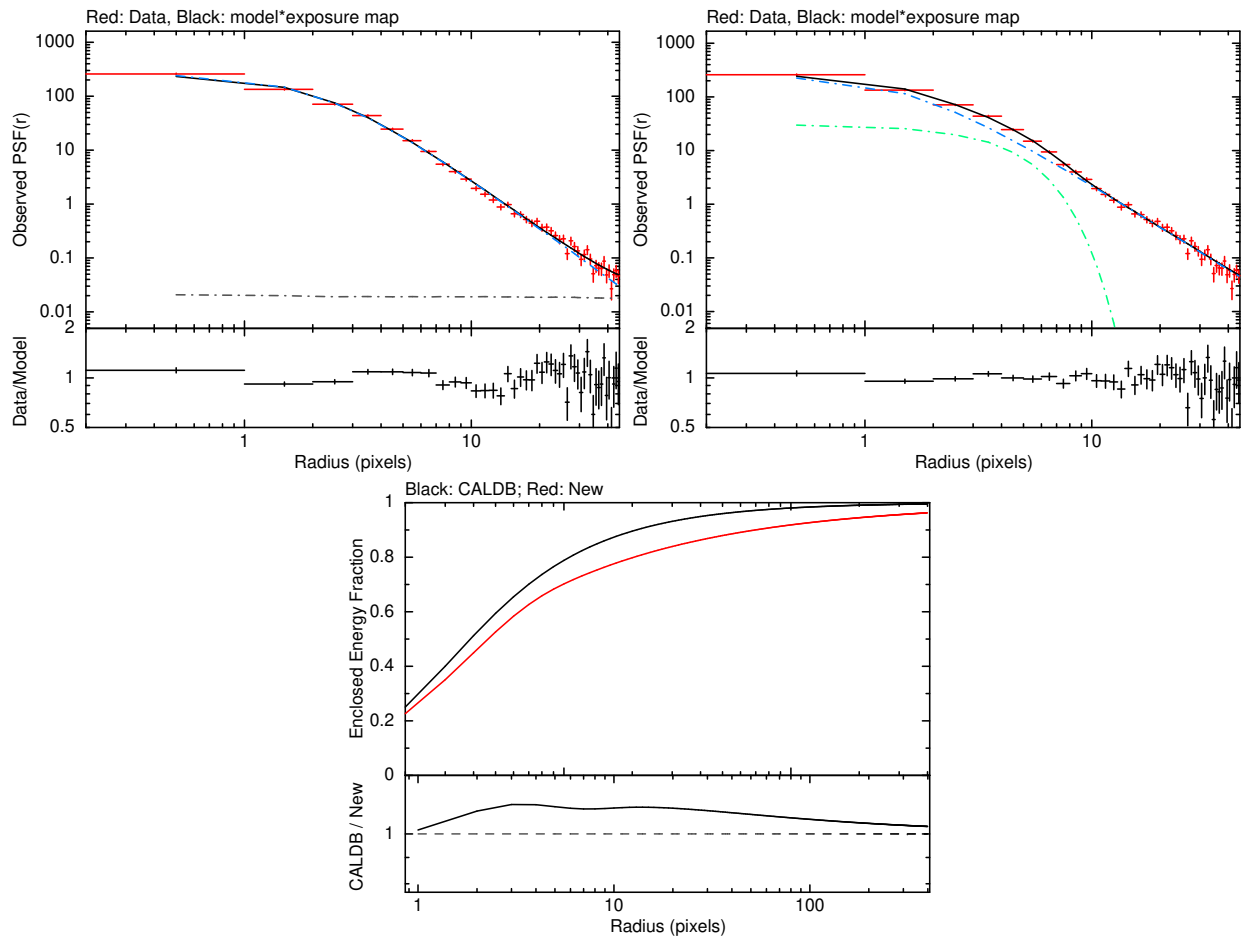 Red: Data, Black: model*exposure map
1000
100
10
1
0.1
0.01
Observed PSF(r)
2
1
0.5
Data/Model
1
10
Radius (pixels)
Red: Data, Black: model*exposure map
1000
100
10
1
0.1
0.01
Observed PSF(r)
2
1
0.5
Data/Model
1
10
Radius (pixels)
Black: CALDB; Red: New
1
0.8
0.6
0.4
0.2
0
Enclosed Energy Fraction
1
CALDB / New
1
10
100
Radius (pixels)